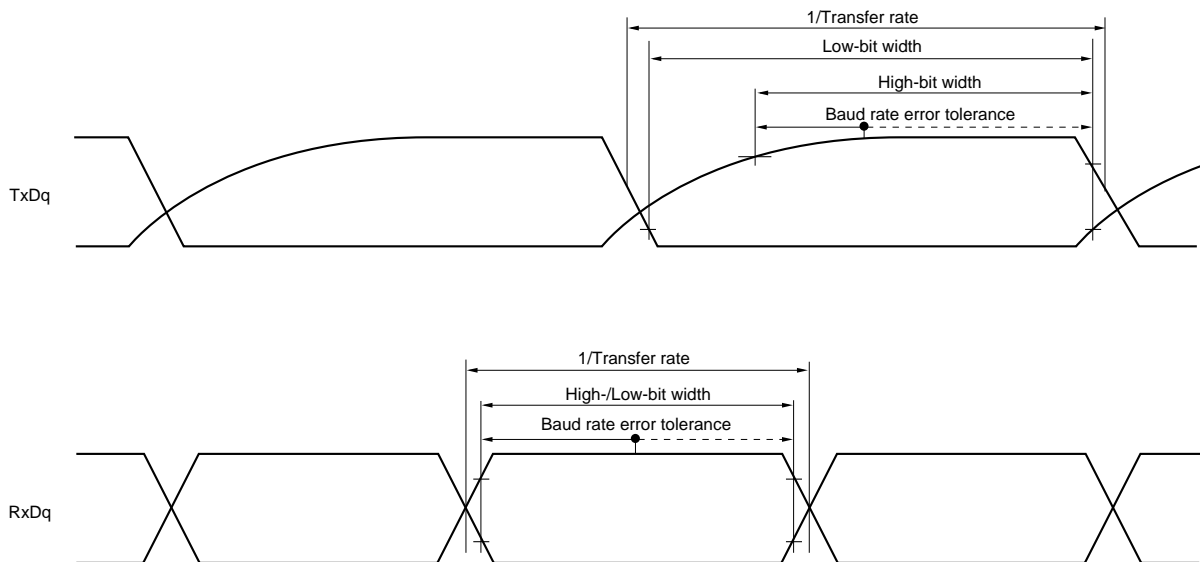 1/Transfer rate
Low-bit width
High-bit width
Baud rate error tolerance
TxDq
1/Transfer rate
High-/Low-bit width
Baud rate error tolerance
RxDq